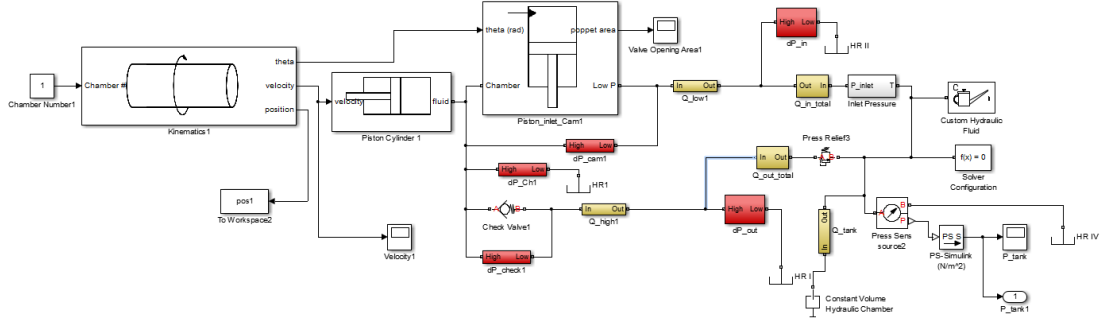 1
Chamber Number1
Chamber #
theta
velocity
position
Kinematics1
pos1
To Workspace2
velocity
fluid
Piston Cylinder 1
Velocity1
theta (rad)
poppet area
Chamber
Low P
Piston_inlet_Cam1
Valve Opening Area1
High Low
dP_cam1
High Low
dP_Ch1
HR1
A B
Check Valve1
High Low
dP_check1
In Out
Q_high1
In Out
Q_low1
High Low
dP_in
HR II
Out In
Q_in_total
P_inlet T
Inlet Pressure
C
Custom Hydraulic
Fluid
f(x) = 0
Solver
Configuration
Press Relief3
A B
In Out
Q_out_total
High Low
dP_out
HR I
Out
In
Q_tank
Constant Volume
Hydraulic Chamber
A
B
P
Press Sens
source2
PS S
PS-Simulink
(N/m^2)
P_tank
1
P_tank1
HR IV